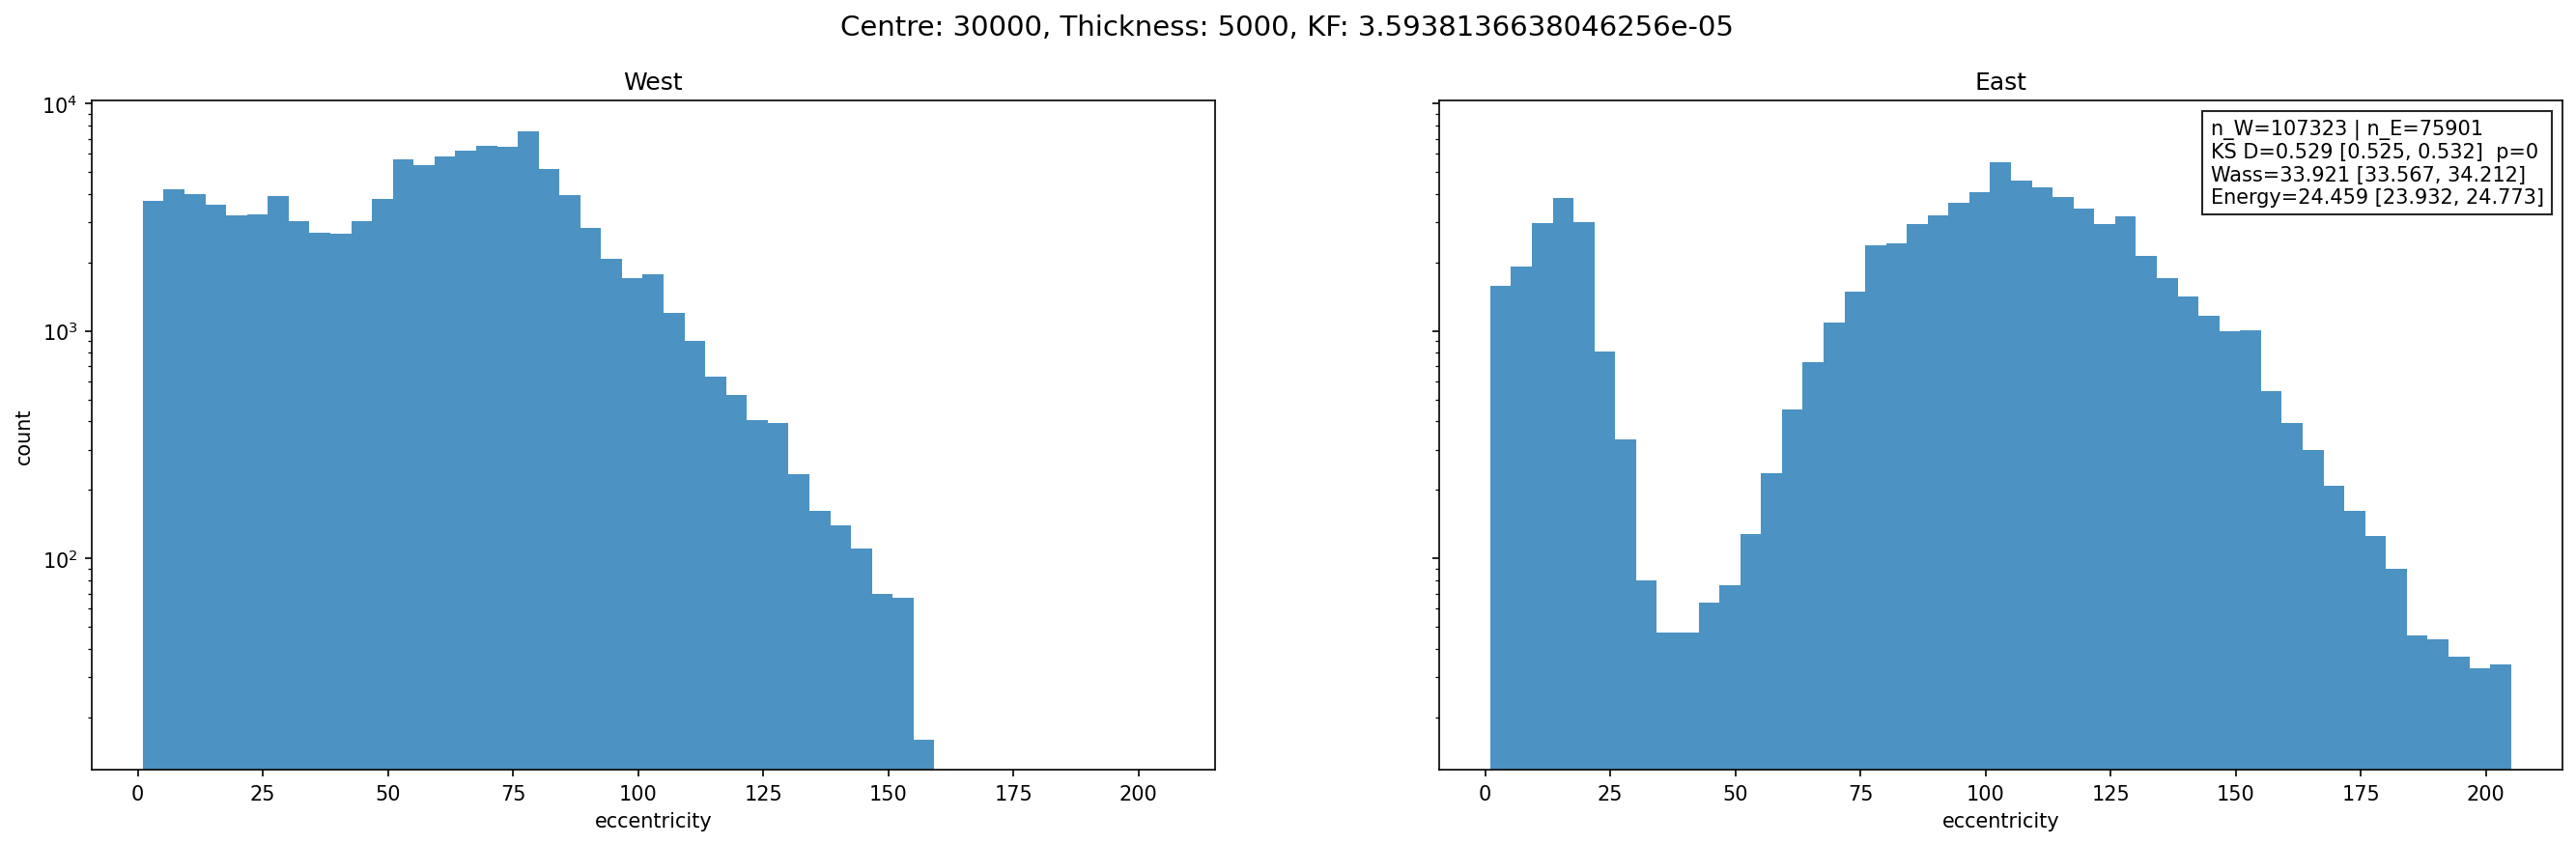 Centre: 30000, Thickness: 5000, KF: 3.5938136638046256e-05
West
10⁴
10³
10²
count
0 25 50 75 100 125 150 175 200
eccentricity
East
n_W=107323 | n_E=75901
KS D=0.529 [0.525, 0.532]  p=0
Wass=33.921 [33.567, 34.212]
Energy=24.459 [23.932, 24.773]
0 25 50 75 100 125 150 175 200
eccentricity